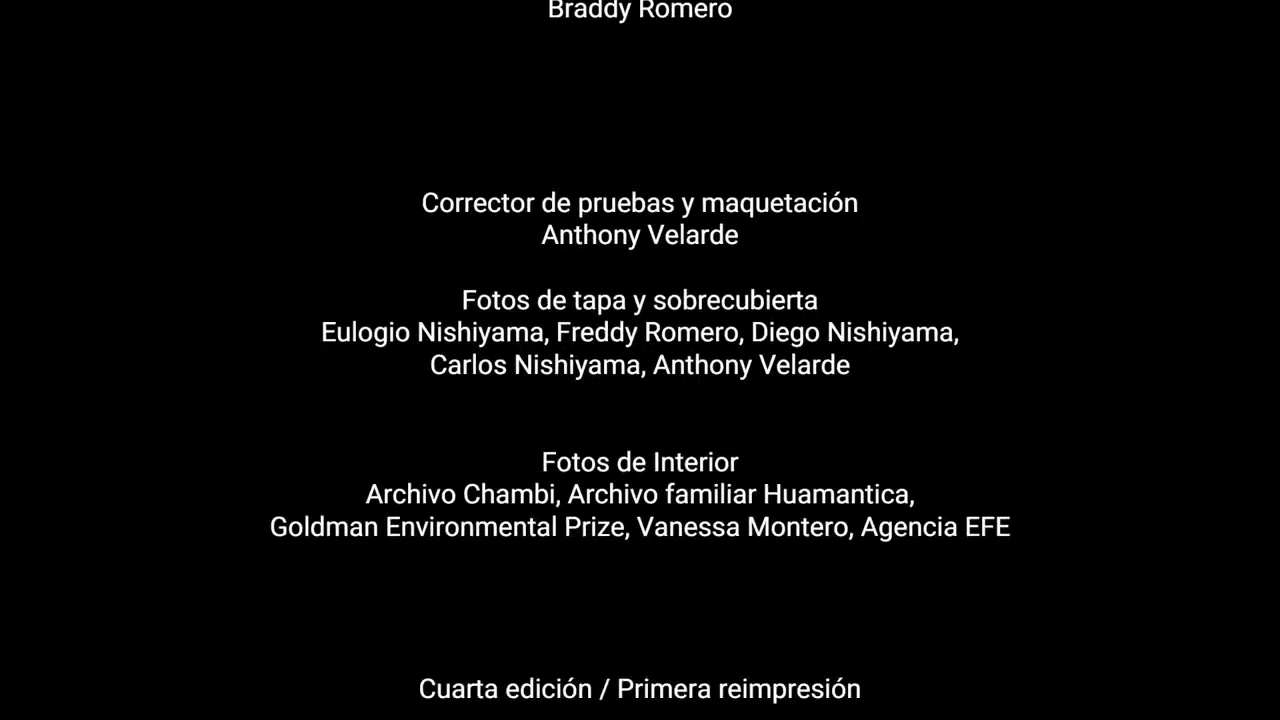 Braddy Romero
Corrector de pruebas y maquetación
Anthony Velarde
Fotos de tapa y sobrecubierta
Eulogio Nishiyama, Freddy Romero, Diego Nishiyama,
Carlos Nishiyama, Anthony Velarde
Fotos de Interior
Archivo Chambi, Archivo familiar Huamantica,
Goldman Environmental Prize, Vanessa Montero, Agencia EFE
Cuarta edición / Primera reimpresión